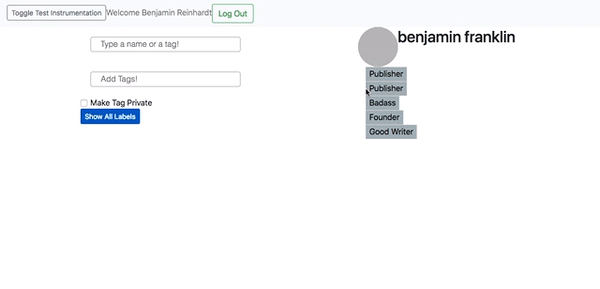 Toggle Test Instrumentation Welcome Benjamin Reinhardt Log Out
Type a name or a tag!
Add Tags!
Make Tag Private
Show All Labels
benjamin franklin
Publisher
Publisher
Badass
Founder
Good Writer